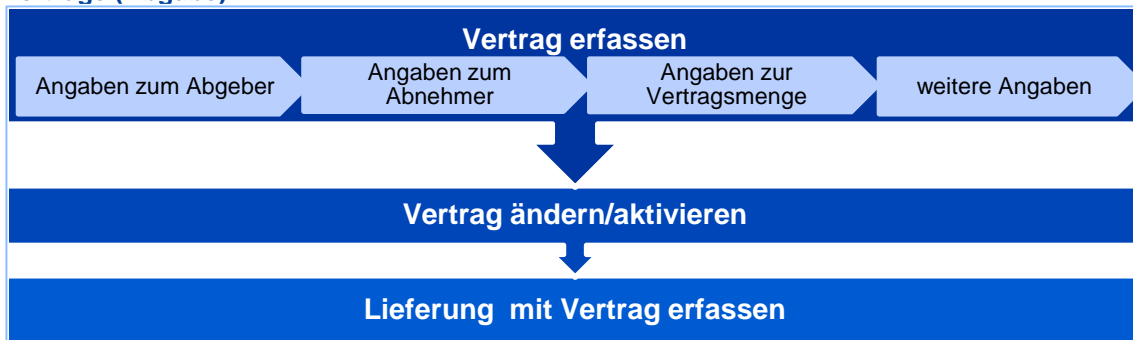 Vertrag erfassen
Angaben zum Abgeber
Angaben zum
Abnehmer
Angaben zur
Vertragsmenge
weitere Angaben
Vertrag ändern/aktivieren
Lieferung mit Vertrag erfassen